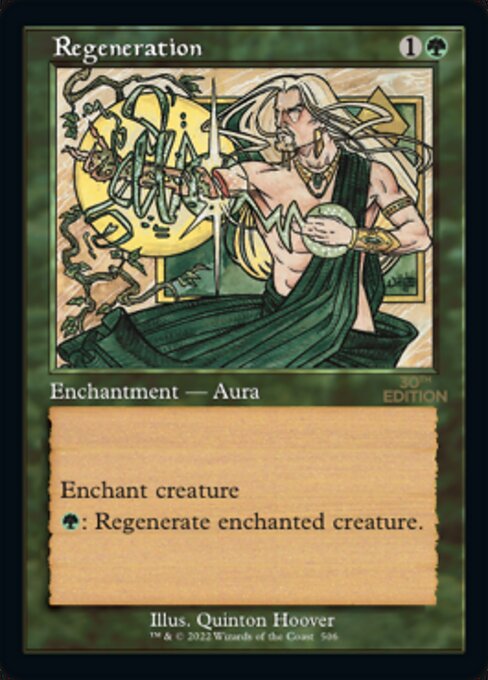 Regeneration 1
Enchantment — Aura
30TH
EDITION
Enchant creature
: Regenerate enchanted creature.
Illus. Quinton Hoover
™ & © 2022 Wizards of the Coast 506